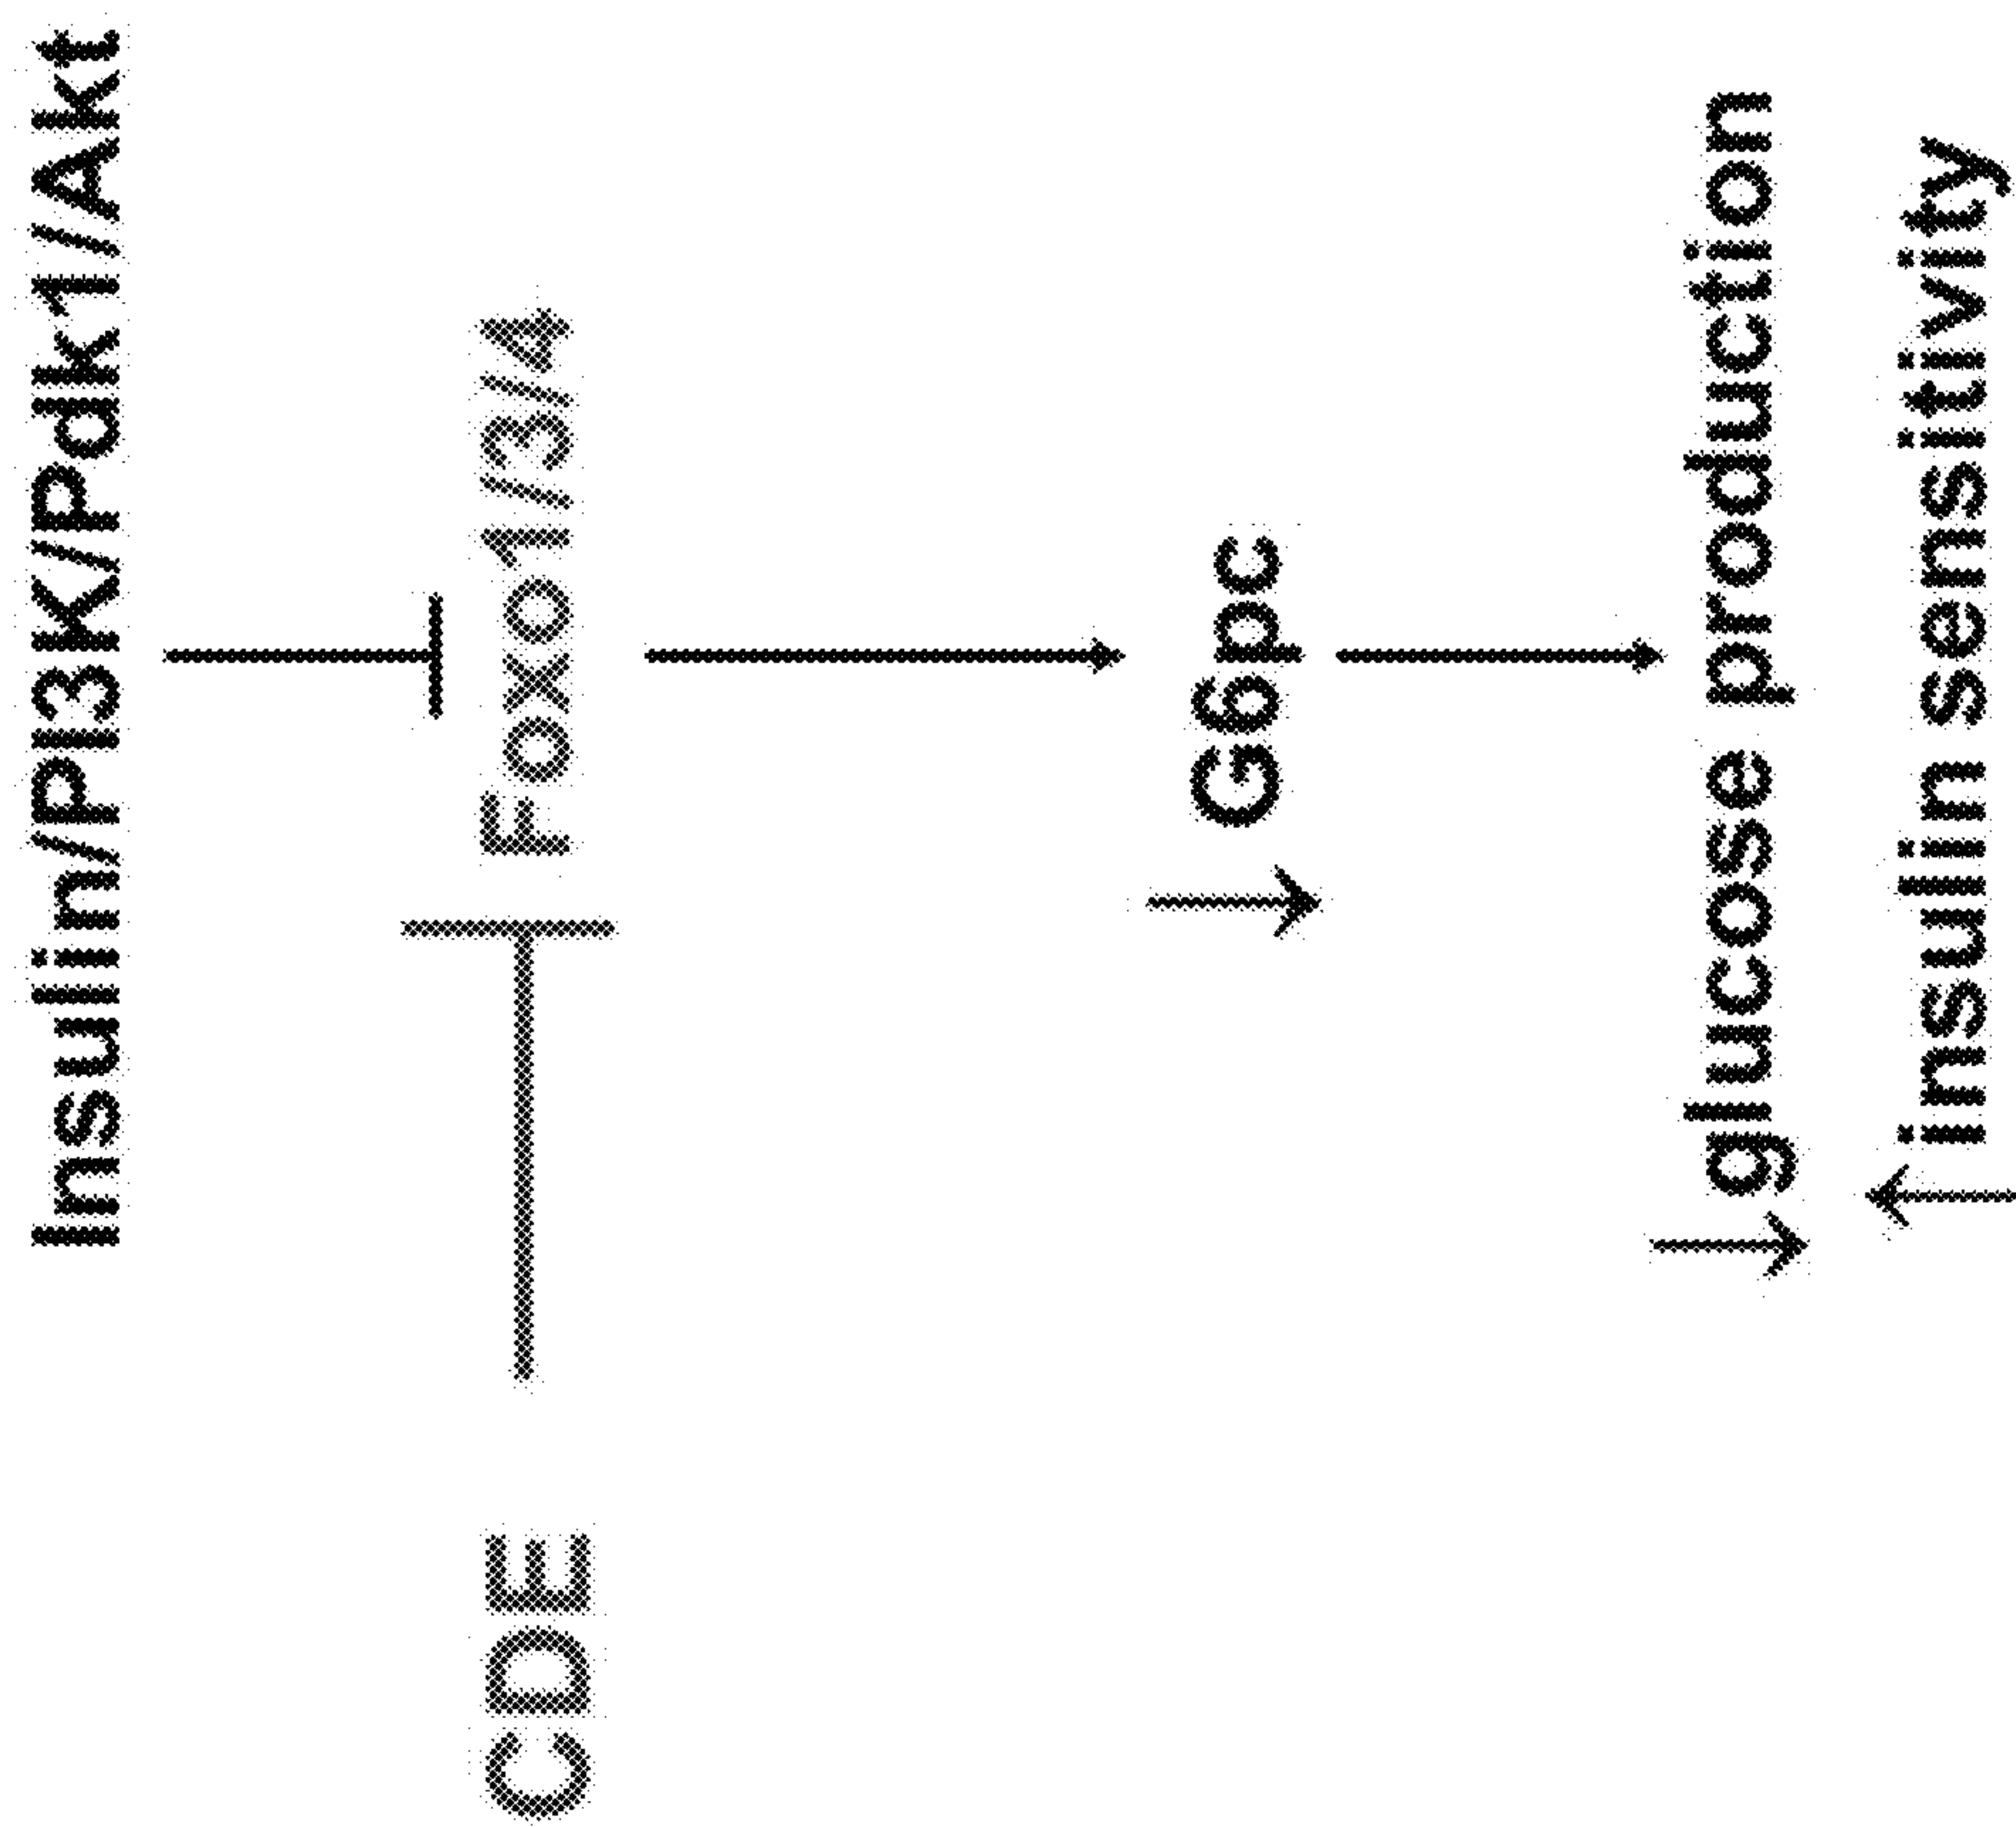 Insulin/PI3K/Pdk1/Akt
CDE
Foxo1/3/4
↓ G6pc
↓ glucose production
↑ insulin sensitivity